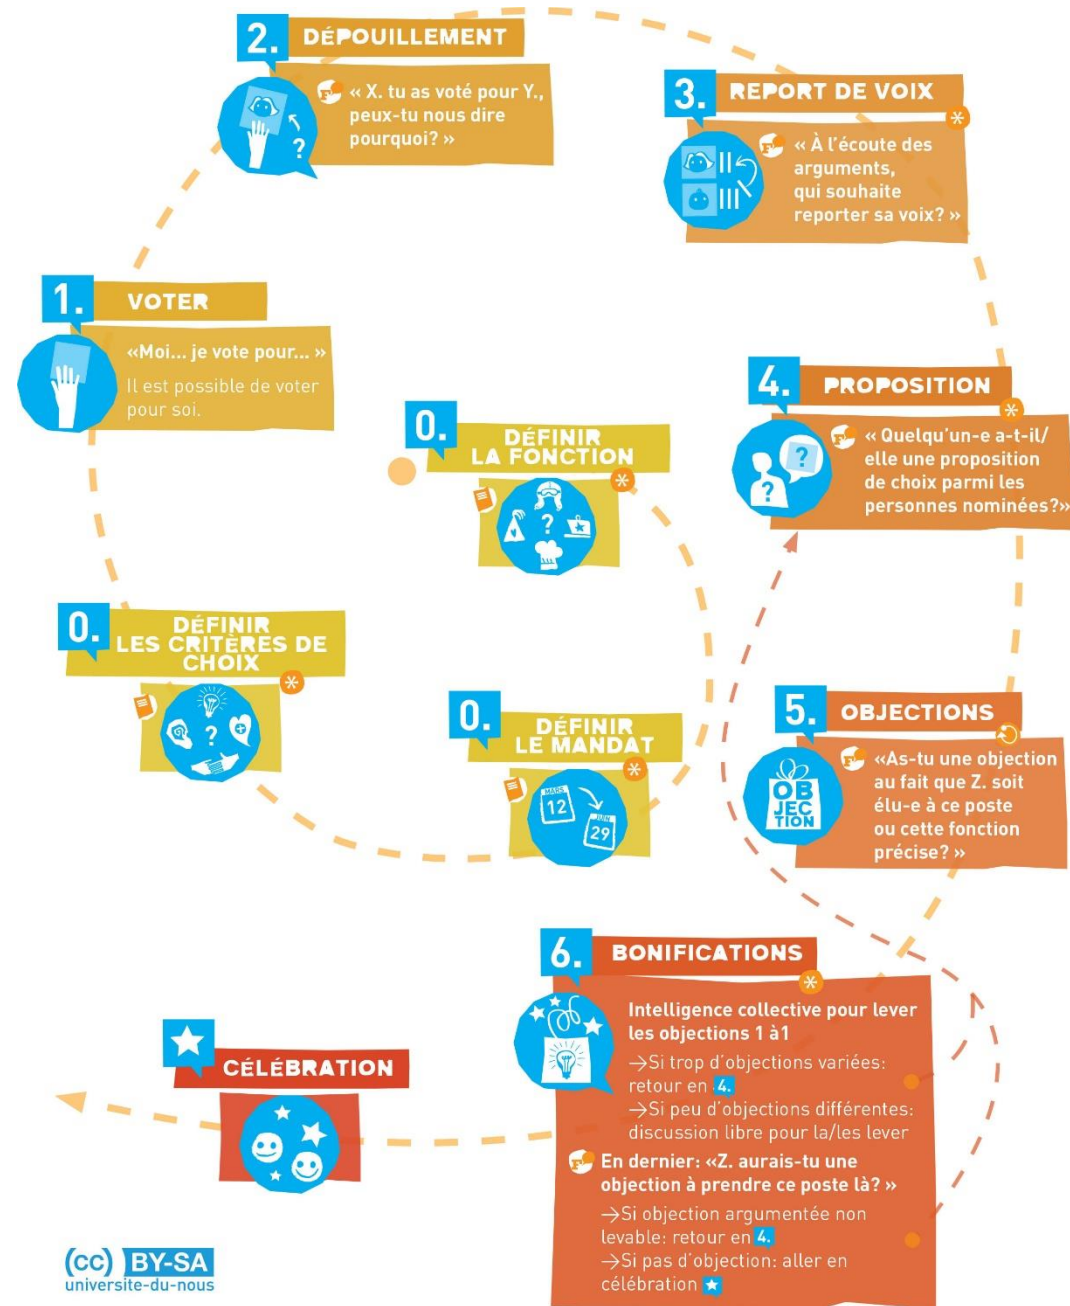 0.
DÉFINIR
LA FONCTION
0.
DÉFINIR
LE MANDAT
MARS
12
JUIN
29
0.
DÉFINIR
LES CRITÈRES DE
CHOIX
1.
VOTER
«Moi... je vote pour... »
Il est possible de voter
pour soi.
2.
DÉPOUILLEMENT
« X. tu as voté pour Y.,
peux-tu nous dire
pourquoi? »
3.
REPORT DE VOIX
« À l'écoute des
arguments,
qui souhaite
reporter sa voix? »
4.
PROPOSITION
« Quelqu'un-e a-t-il/
elle une proposition
de choix parmi les
personnes nominées?»
5.
OBJECTIONS
OB
JEC
TION
«As-tu une objection
au fait que Z. soit
élu-e à ce poste
ou cette fonction
précise? »
6.
BONIFICATIONS
Intelligence collective pour lever
les objections 1 à1
→Si trop d'objections variées:
retour en 4.
→Si peu d'objections différentes:
discussion libre pour la/les lever
En dernier: «Z. aurais-tu une
objection à prendre ce poste là? »
→Si objection argumentée non
levable: retour en 4.
→Si pas d'objection: aller en
célébration
CÉLÉBRATION
(cc) BY-SA
universite-du-nous